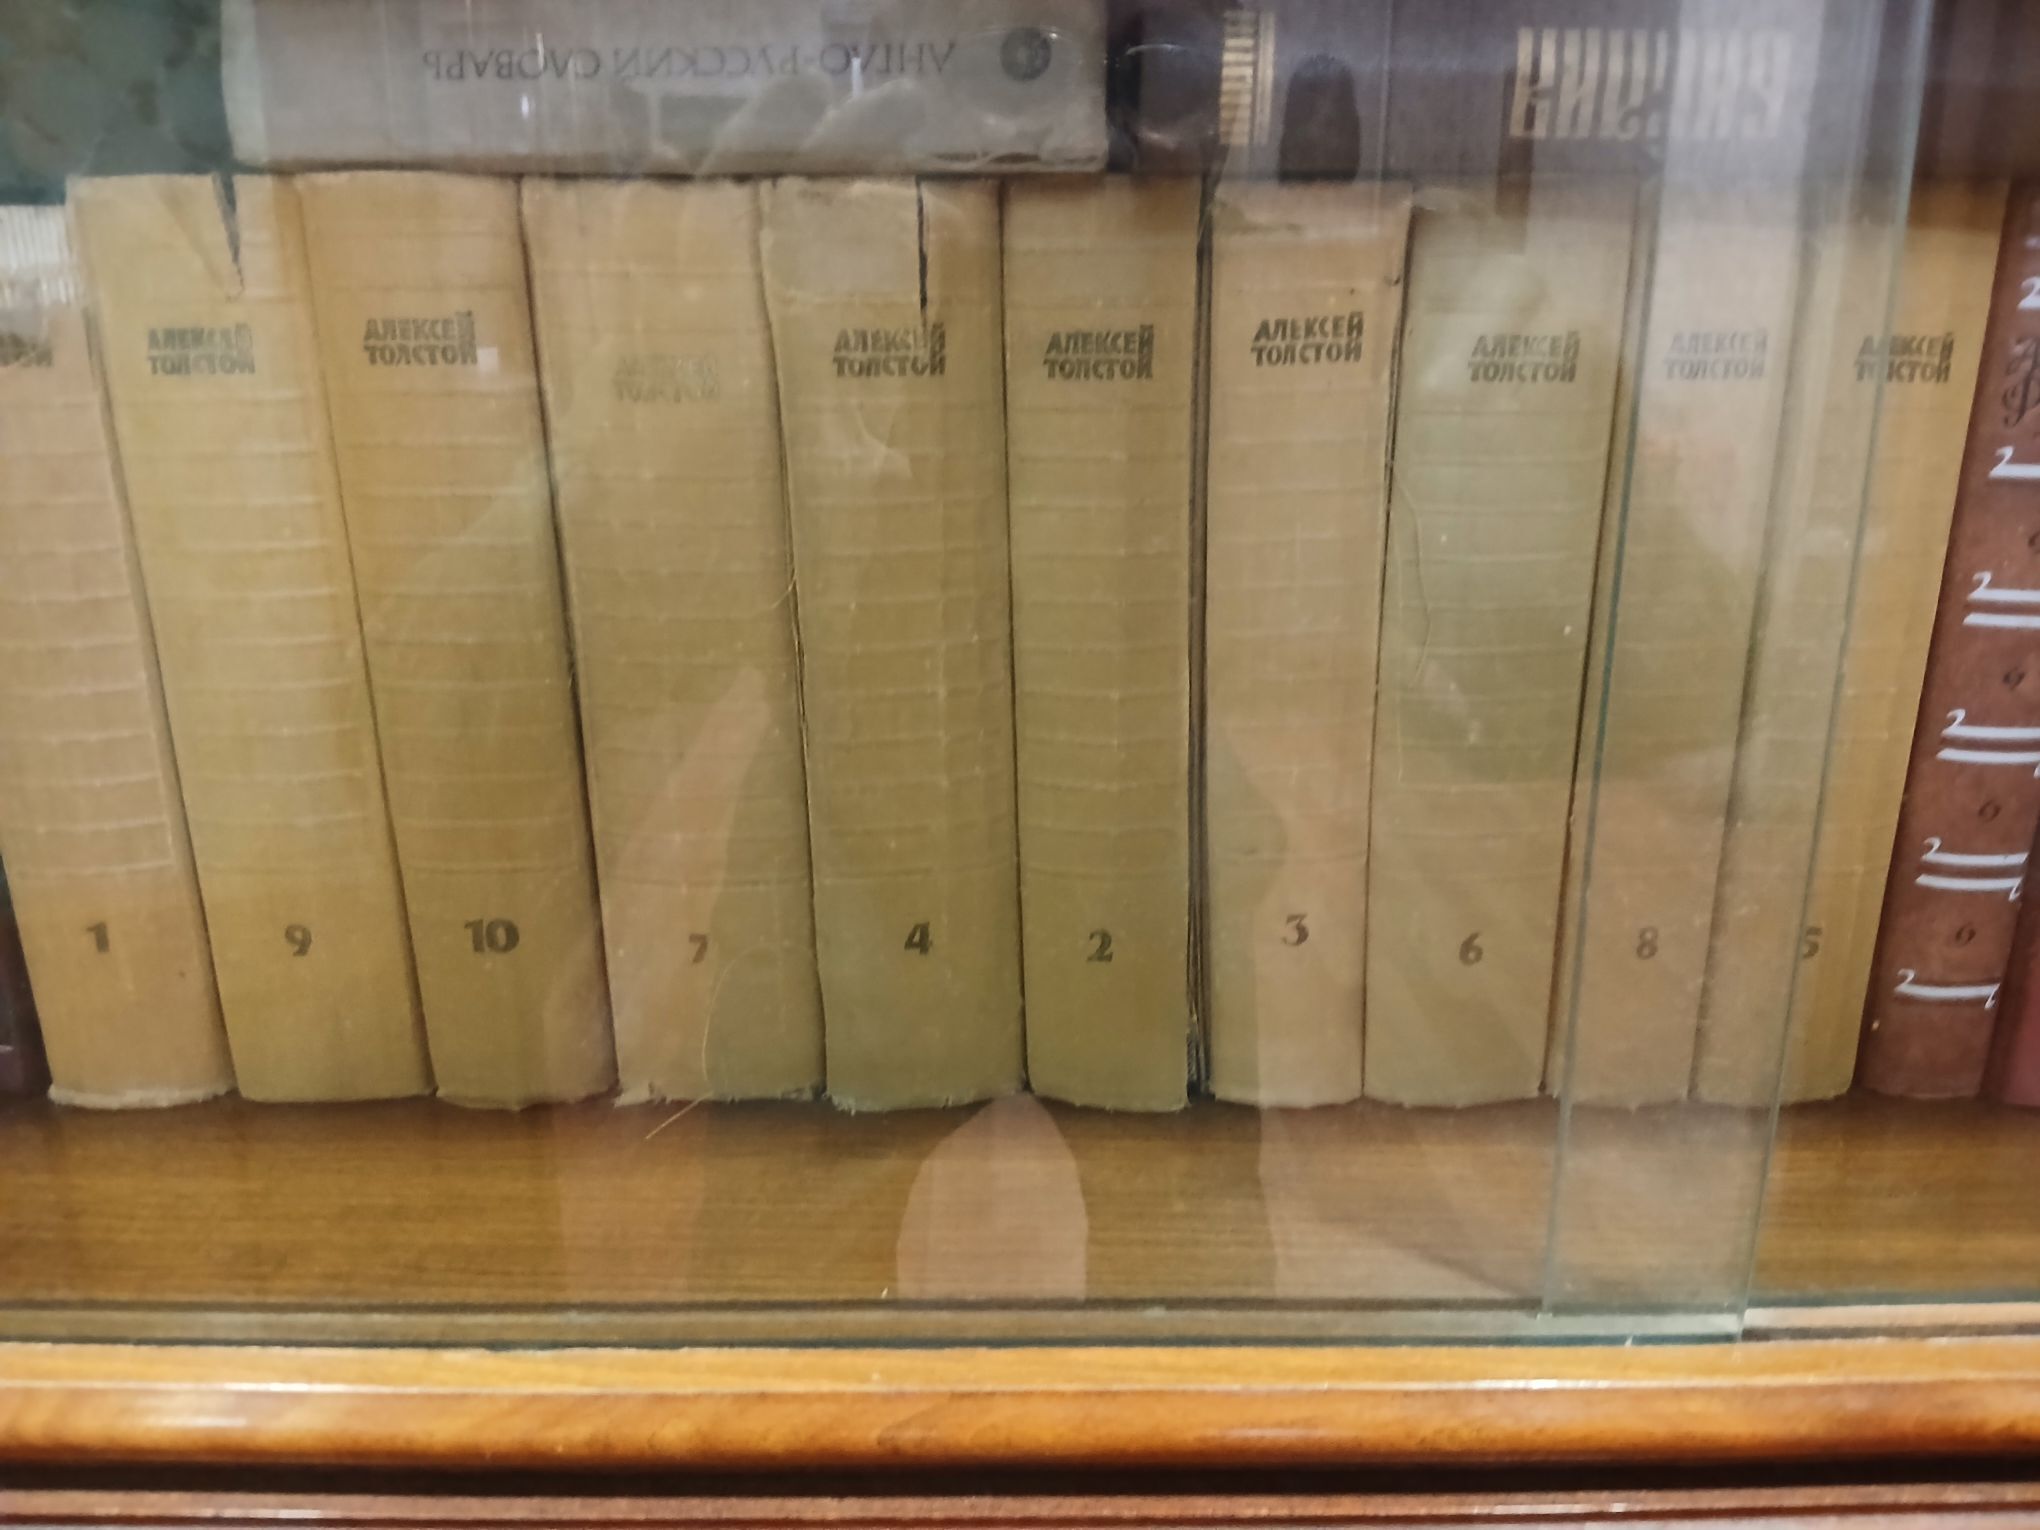 АНГЛО-РУССКИЙ СЛОВАРЬ
АЛЕКСЕЙ
ТОЛСТОЙ
9
АЛЕКСЕЙ
ТОЛСТОЙ
10
АЛЕКСЕЙ
ТОЛСТОЙ
7
АЛЕКСЕЙ
ТОЛСТОЙ
4
АЛЕКСЕЙ
ТОЛСТОЙ
2
АЛЕКСЕЙ
ТОЛСТОЙ
3
АЛЕКСЕЙ
ТОЛСТОЙ
6
АЛЕКСЕЙ
ТОЛСТОЙ
8
АЛЕКСЕЙ
ТОЛСТОЙ
5
1